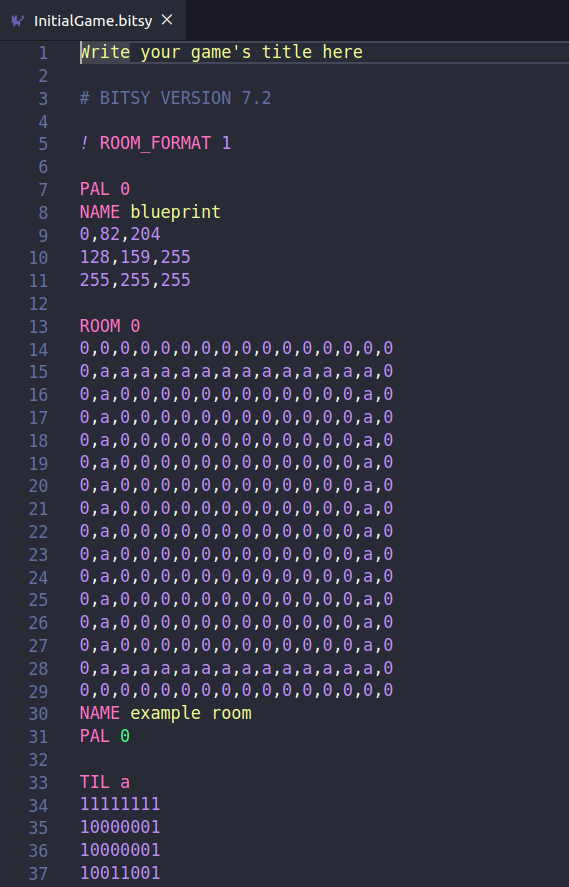 InitialGame.bitsy ×
1 Write your game's title here
2
3 # BITSY VERSION 7.2
4
5 ! ROOM_FORMAT 1
6
7 PAL 0
8 NAME blueprint
9 0,82,204
10 128,159,255
11 255,255,255
12
13 ROOM 0
14 0,0,0,0,0,0,0,0,0,0,0,0,0,0,0,0
15 0,a,a,a,a,a,a,a,a,a,a,a,a,a,a,0
16 0,a,0,0,0,0,0,0,0,0,0,0,0,0,a,0
17 0,a,0,0,0,0,0,0,0,0,0,0,0,0,a,0
18 0,a,0,0,0,0,0,0,0,0,0,0,0,0,a,0
19 0,a,0,0,0,0,0,0,0,0,0,0,0,0,a,0
20 0,a,0,0,0,0,0,0,0,0,0,0,0,0,a,0
21 0,a,0,0,0,0,0,0,0,0,0,0,0,0,a,0
22 0,a,0,0,0,0,0,0,0,0,0,0,0,0,a,0
23 0,a,0,0,0,0,0,0,0,0,0,0,0,0,a,0
24 0,a,0,0,0,0,0,0,0,0,0,0,0,0,a,0
25 0,a,0,0,0,0,0,0,0,0,0,0,0,0,a,0
26 0,a,0,0,0,0,0,0,0,0,0,0,0,0,a,0
27 0,a,0,0,0,0,0,0,0,0,0,0,0,0,a,0
28 0,a,a,a,a,a,a,a,a,a,a,a,a,a,a,0
29 0,0,0,0,0,0,0,0,0,0,0,0,0,0,0,0
30 NAME example room
31 PAL 0
32
33 TIL a
34 11111111
35 10000001
36 10000001
37 10011001